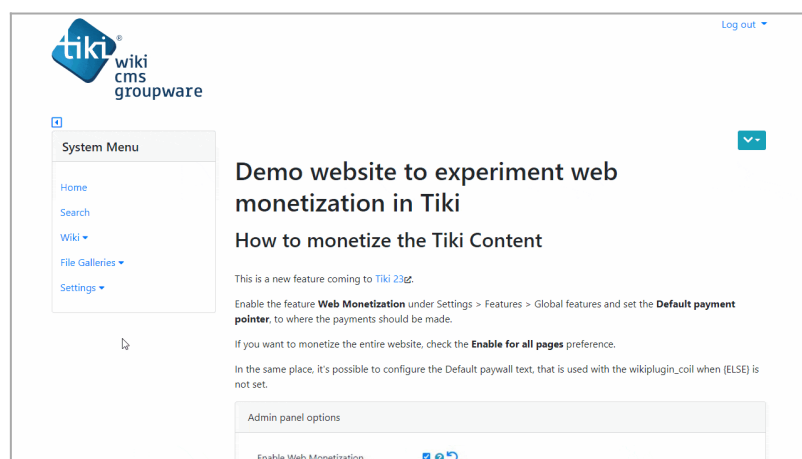 Log out
tiki®
wiki
cms
groupware
System Menu
Home
Search
Wiki
File Galleries
Settings
Demo website to experiment web
monetization in Tiki
How to monetize the Tiki Content
This is a new feature coming to Tiki 23.
Enable the feature Web Monetization under Settings > Features > Global features and set the Default payment
pointer, to where the payments should be made.
If you want to monetize the entire website, check the Enable for all pages preference.
In the same place, it's possible to configure the Default paywall text, that is used with the wikiplugin_coil when {ELSE} is
not set.
Admin panel options
Enable Web Monetization